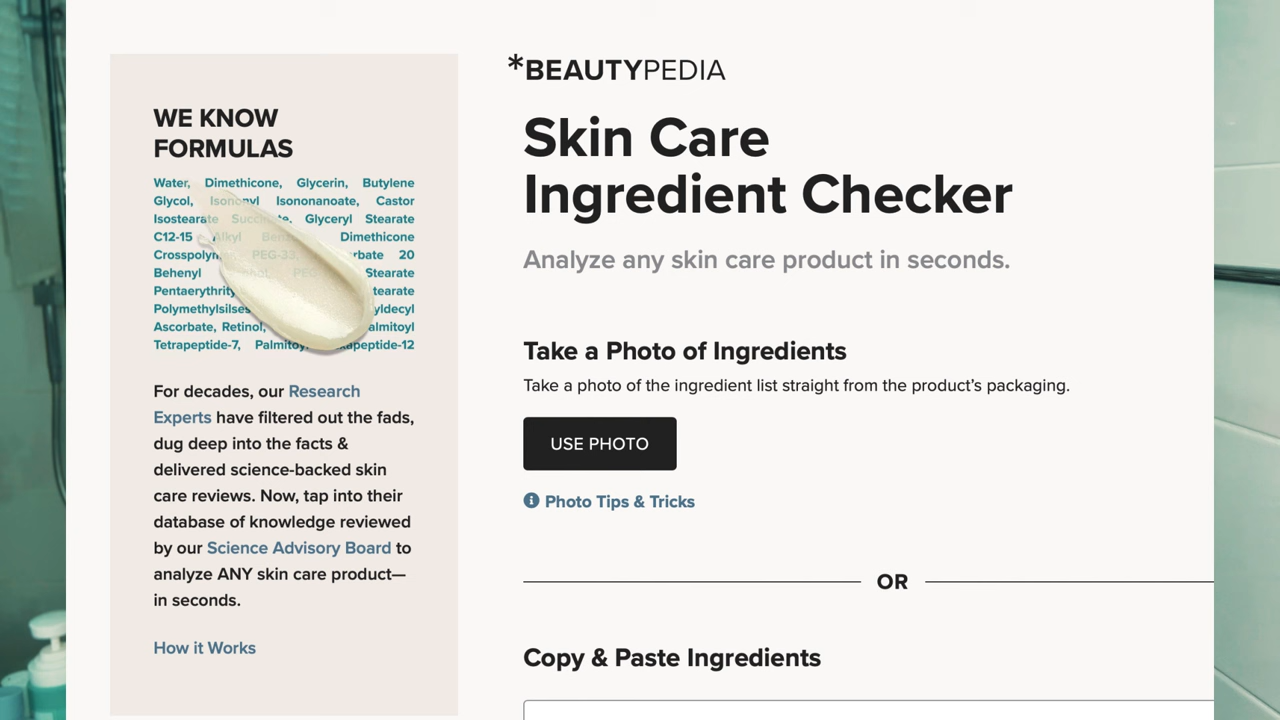 WE KNOW
FORMULAS
Water, Dimethicone, Glycerin, Butylene
Glycol, Isononyl Isononanoate, Castor
Isostearate Succinate, Glyceryl Stearate
C12-15 Alkyl Dimethicone
PEG-33, 20
Behenyl Stearate
Ascorbate, Retinol,
Tetrapeptide-7,
For decades, our Research
Experts have filtered out the fads,
dug deep into the facts &
delivered science-backed skin
care reviews. Now, tap into their
database of knowledge reviewed
by our Science Advisory Board to
analyze ANY skin care product—
in seconds.
How it Works
*BEAUTYPEDIA
Skin Care
Ingredient Checker
Analyze any skin care product in seconds.
Take a Photo of Ingredients
Take a photo of the ingredient list straight from the product’s packaging.
USE PHOTO
Photo Tips & Tricks
OR
Copy & Paste Ingredients